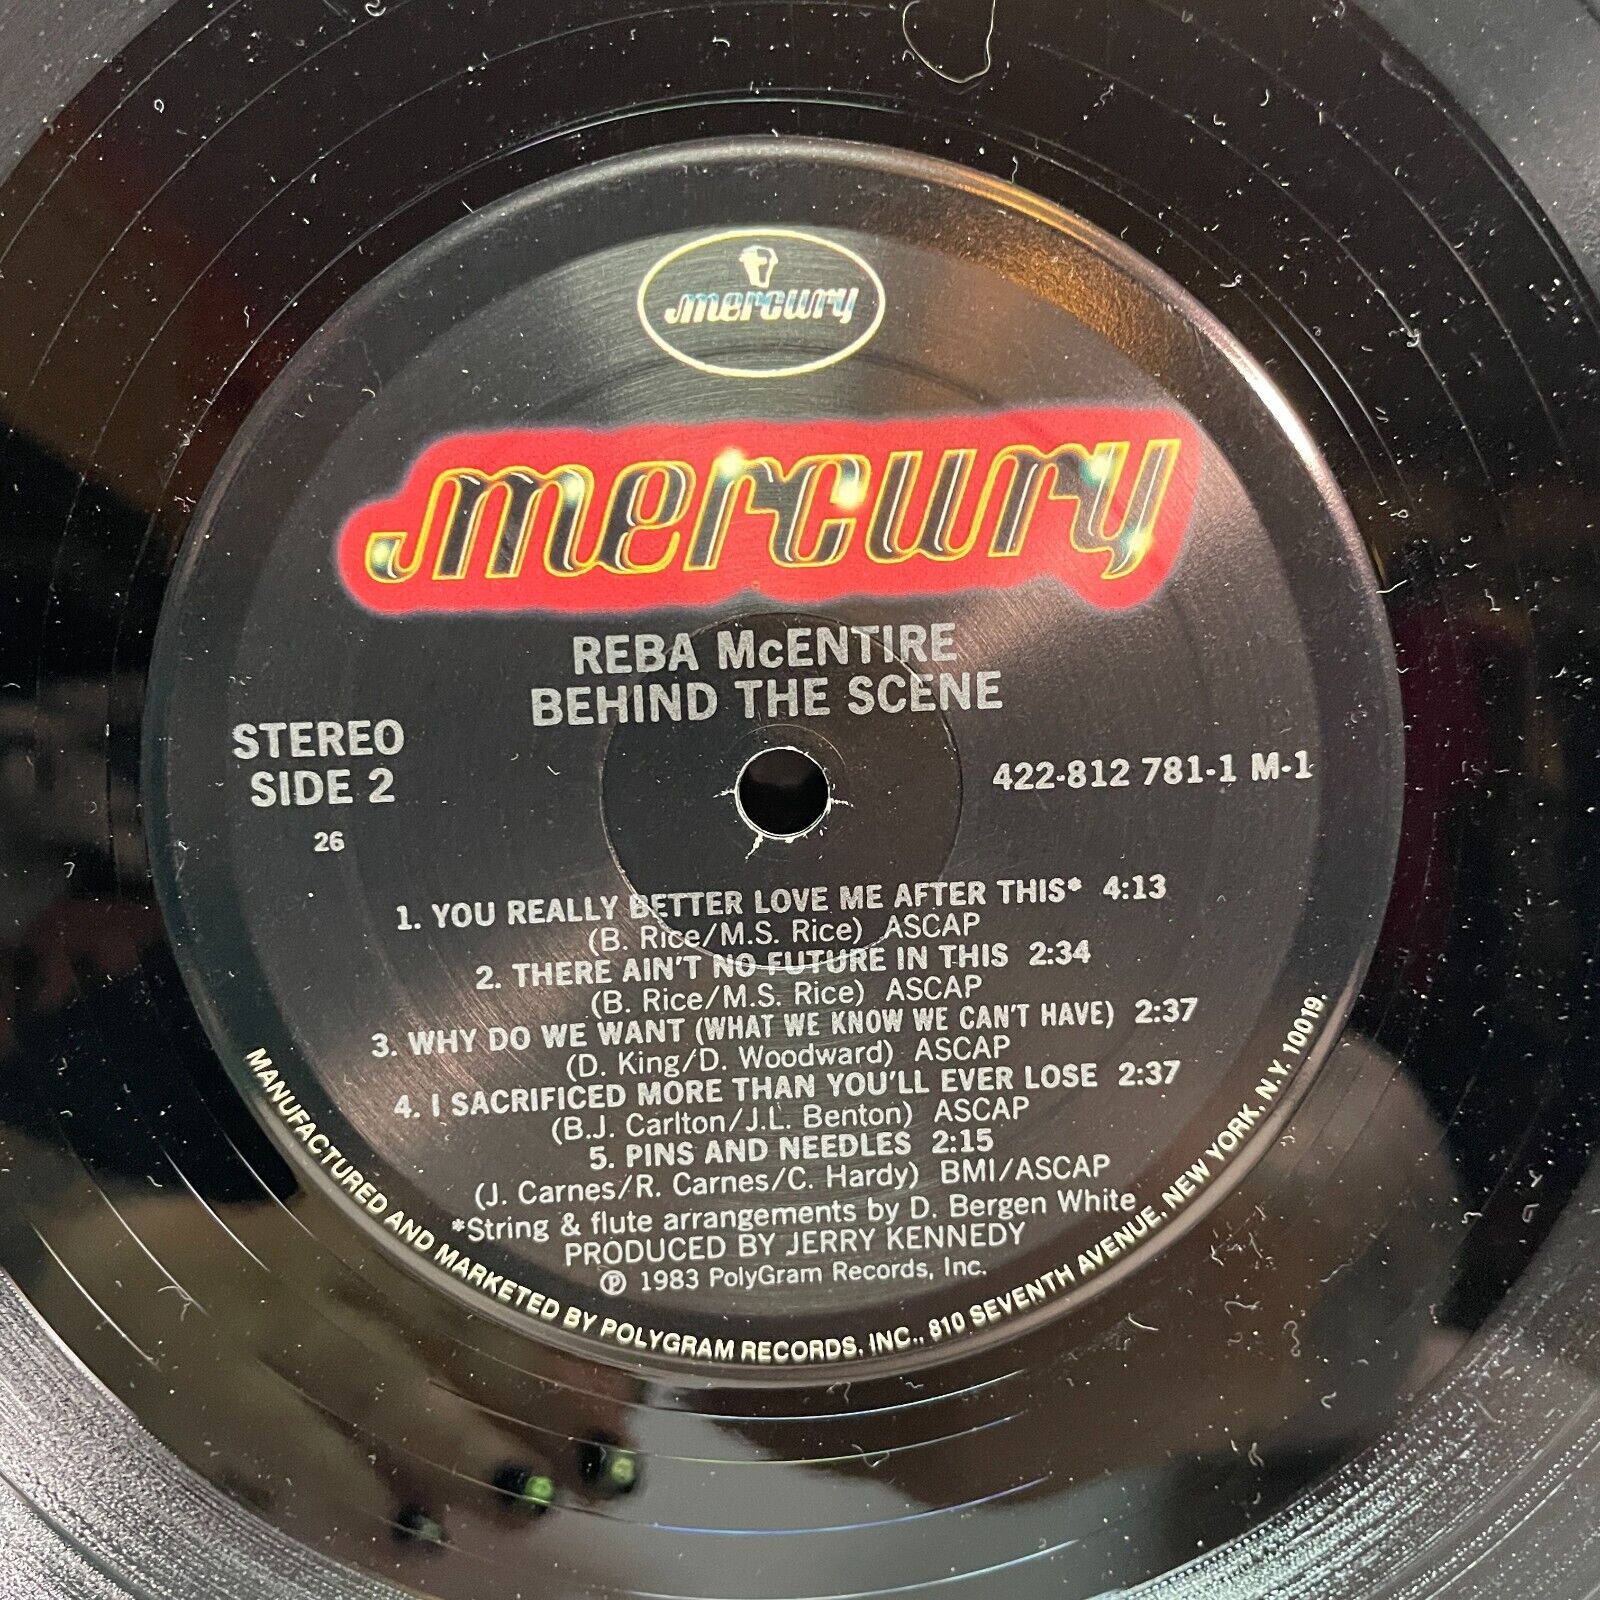 mercury
mercury
REBA McENTIRE
BEHIND THE SCENE
STEREO
SIDE 2
26
422-812 781-1 M-1
1. YOU REALLY BETTER LOVE ME AFTER THIS* 4:13
(B. Rice/M.S. Rice) ASCAP
2. THERE AIN'T NO FUTURE IN THIS 2:34
(B. Rice/M.S. Rice) ASCAP
3. WHY DO WE WANT (WHAT WE KNOW WE CAN'T HAVE) 2:37
(D. King/D. Woodward) ASCAP
4. I SACRIFICED MORE THAN YOU'LL EVER LOSE 2:37
(B.J. Carlton/J.L. Benton) ASCAP
5. PINS AND NEEDLES 2:15
(J. Carnes/R. Carnes/C. Hardy) BMI/ASCAP
*String & flute arrangements by D. Bergen White
PRODUCED BY JERRY KENNEDY
℗ 1983 PolyGram Records, Inc.
MANUFACTURED AND MARKETED BY POLYGRAM RECORDS, INC., 810 SEVENTH AVENUE, NEW YORK, N.Y. 10019.